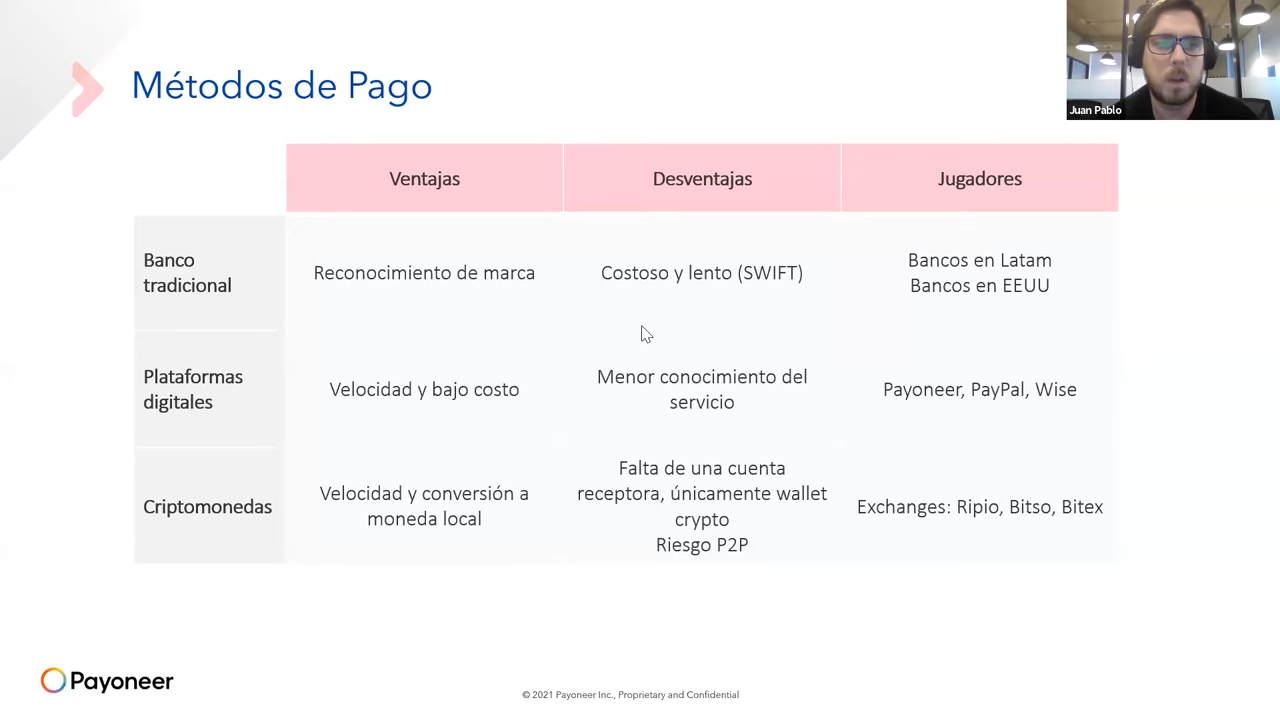 Métodos de Pago
Juan Pablo
Ventajas
Desventajas
Jugadores
Banco
tradicional
Reconocimiento de marca
Costoso y lento (SWIFT)
Bancos en Latam
Bancos en EEUU
Plataformas
digitales
Velocidad y bajo costo
Menor conocimiento del
servicio
Payoneer, PayPal, Wise
Criptomonedas
Velocidad y conversión a
moneda local
Falta de una cuenta
receptora, únicamente wallet
crypto
Riesgo P2P
Exchanges: Ripio, Bitso, Bitex
Payoneer
© 2021 Payoneer Inc., Proprietary and Confidential